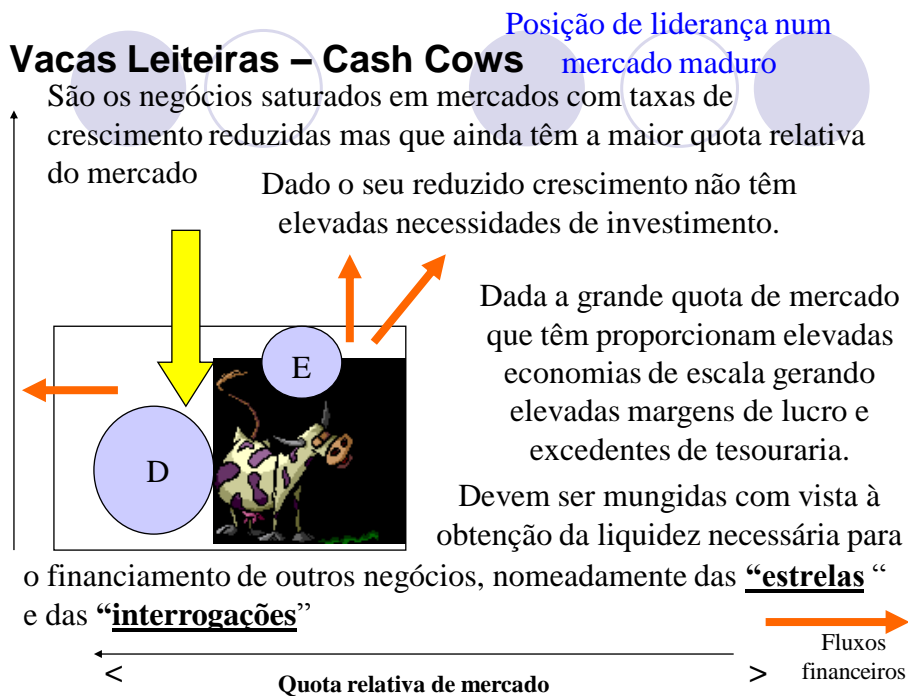 Posição de liderança num
mercado maduro
Vacas Leiteiras – Cash Cows
São os negócios saturados em mercados com taxas de
crescimento reduzidas mas que ainda têm a maior quota relativa
do mercado
Dado o seu reduzido crescimento não têm
elevadas necessidades de investimento.
Dada a grande quota de mercado
que têm proporcionam elevadas
economias de escala gerando
elevadas margens de lucro e
excedentes de tesouraria.
E
D
Devem ser mungidas com vista à
obtenção da liquidez necessária para
o financiamento de outros negócios, nomeadamente das “estrelas “
e das “interrogações”
Fluxos
financeiros
< Quota relativa de mercado >